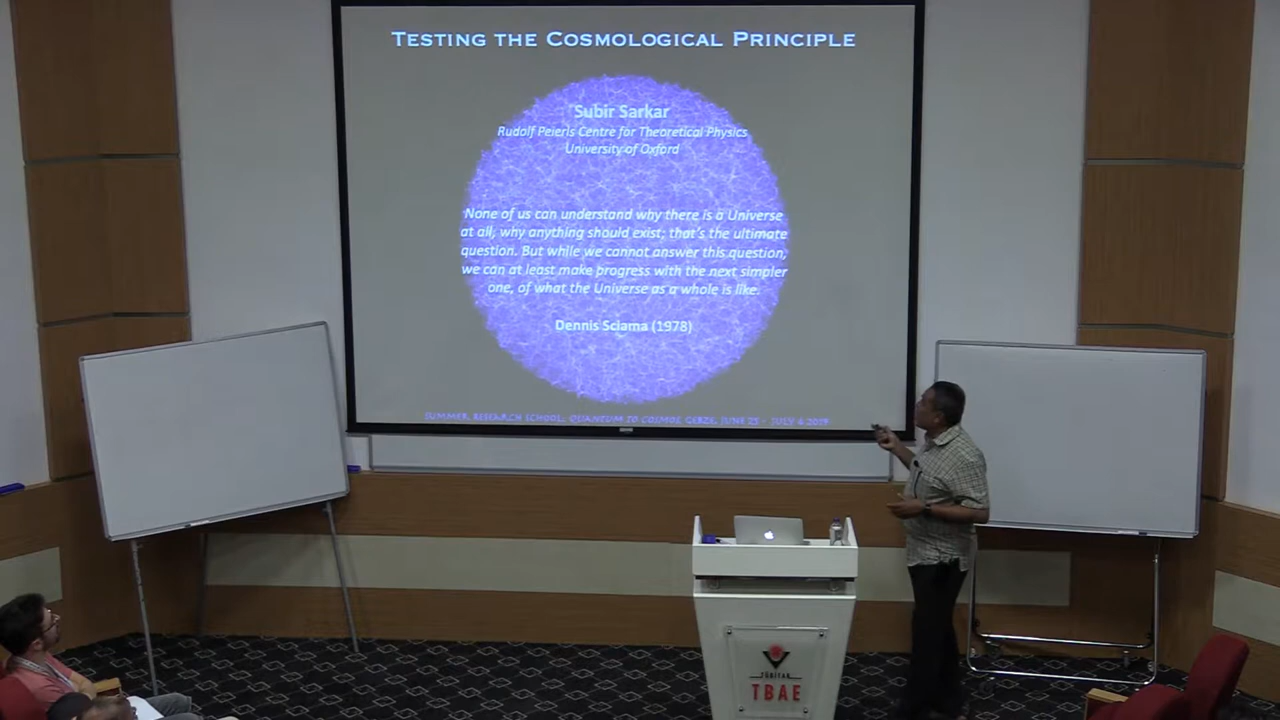 TESTING THE COSMOLOGICAL PRINCIPLE
Subir Sarkar
Rudolf Peierls Centre for Theoretical Physics
University of Oxford
None of us can understand why there is a Universe
at all, why anything should exist; that's the ultimate
question. But while we cannot answer this question,
we can at least make progress with the next simpler
one, of what the Universe as a whole is like.
Dennis Sciama (1978)
SUMMER RESEARCH SCHOOL, QUANTUM TO COSMOS, GEBZE, JUNE 25 - JULY 4 2019
TÜBİTAK
TBAE